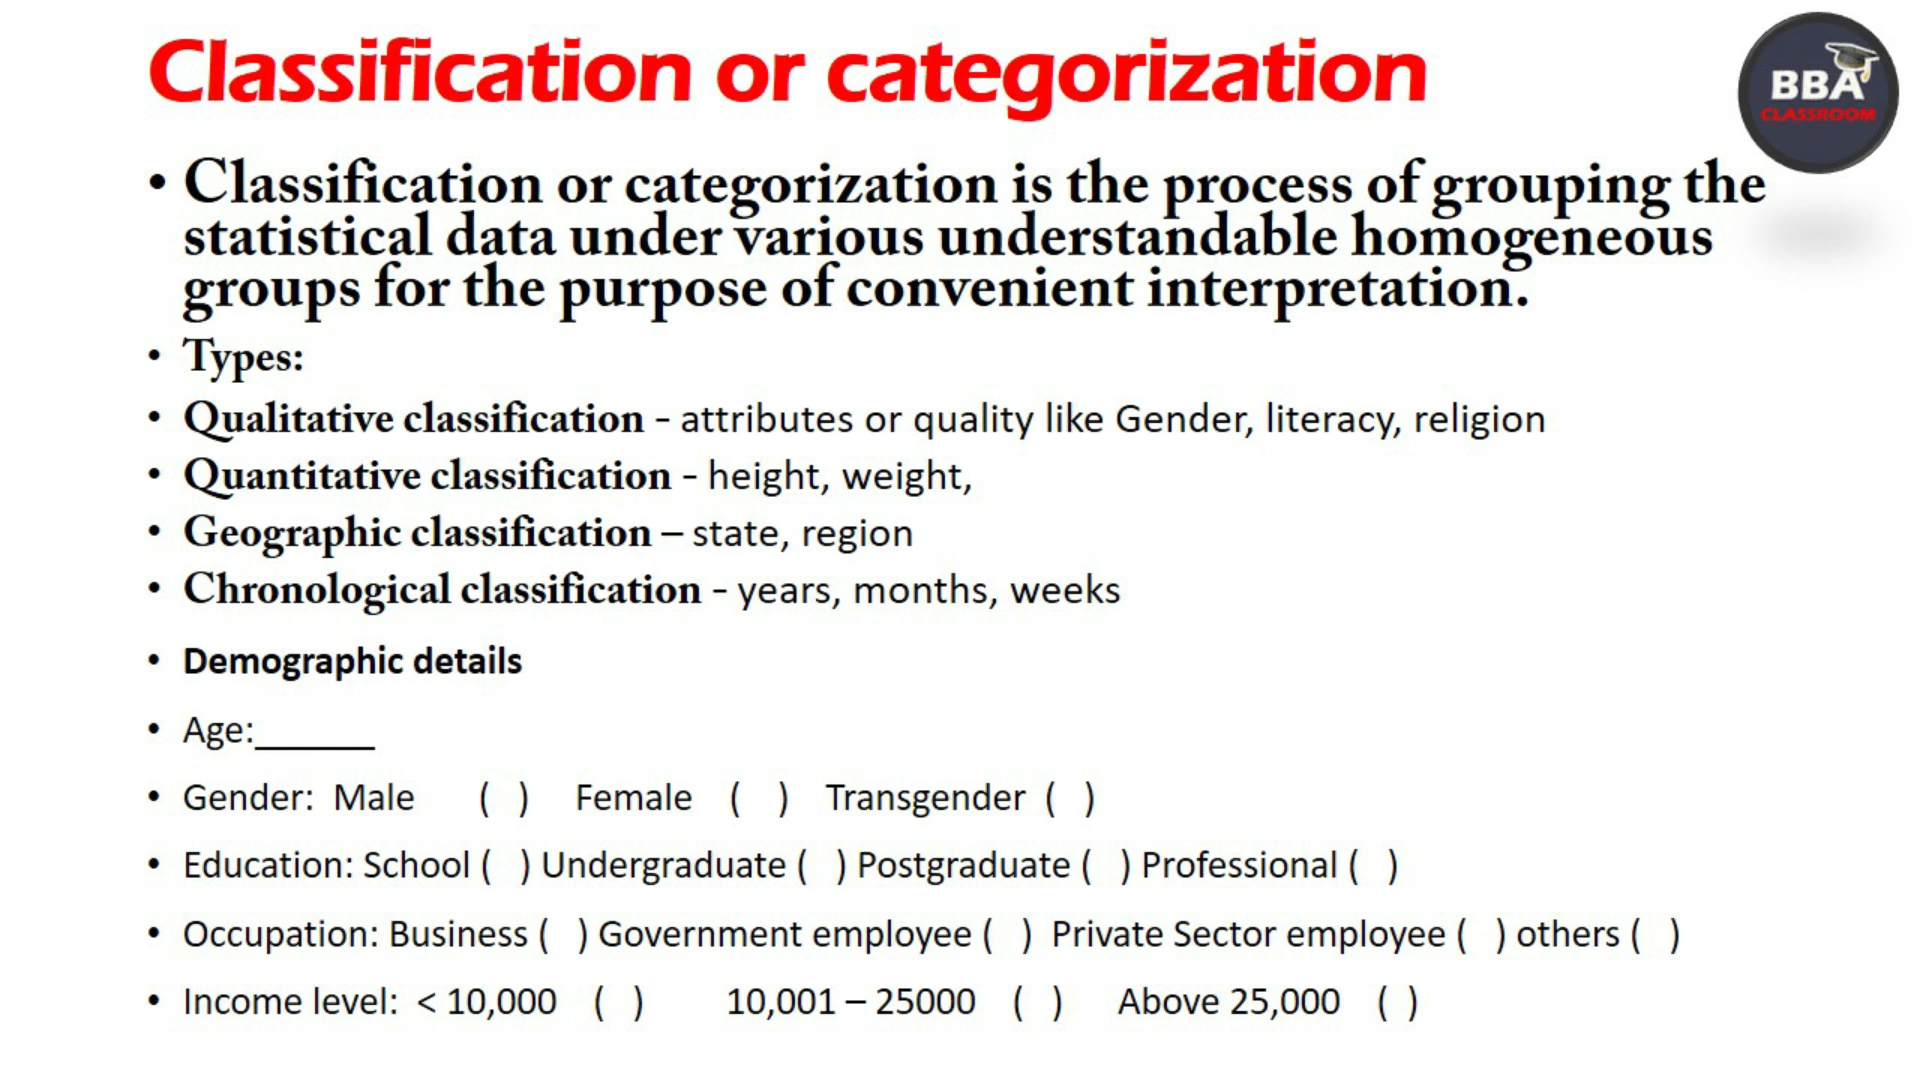 Classification or categorization
BBA
CLASSROOM
• Classification or categorization is the process of grouping the
statistical data under various understandable homogeneous
groups for the purpose of convenient interpretation.
• Types:
• Qualitative classification - attributes or quality like Gender, literacy, religion
• Quantitative classification - height, weight,
• Geographic classification – state, region
• Chronological classification - years, months, weeks
• Demographic details
• Age:______
• Gender: Male ( ) Female ( ) Transgender ( )
• Education: School ( ) Undergraduate ( ) Postgraduate ( ) Professional ( )
• Occupation: Business ( ) Government employee ( ) Private Sector employee ( ) others ( )
• Income level: < 10,000 ( ) 10,001 – 25000 ( ) Above 25,000 ( )